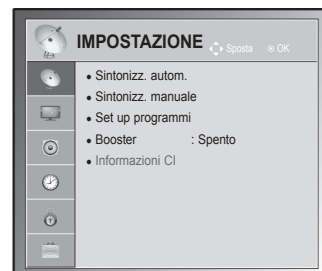 IMPOSTAZIONE Sposta OK
• Sintonizz. autom.
• Sintonizz. manuale
• Set up programmi
• Booster : Spento
• Informazioni CI